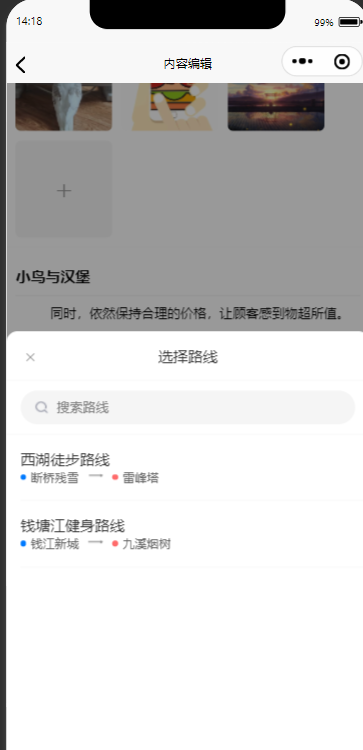 14:18
99%
内容编辑
小鸟与汉堡
同时，依然保持合理的价格，让顾客感到物超所值。
选择路线
搜索路线
西湖徒步路线
断桥残雪 → 雷峰塔
钱塘江健身路线
钱江新城 → 九溪烟树